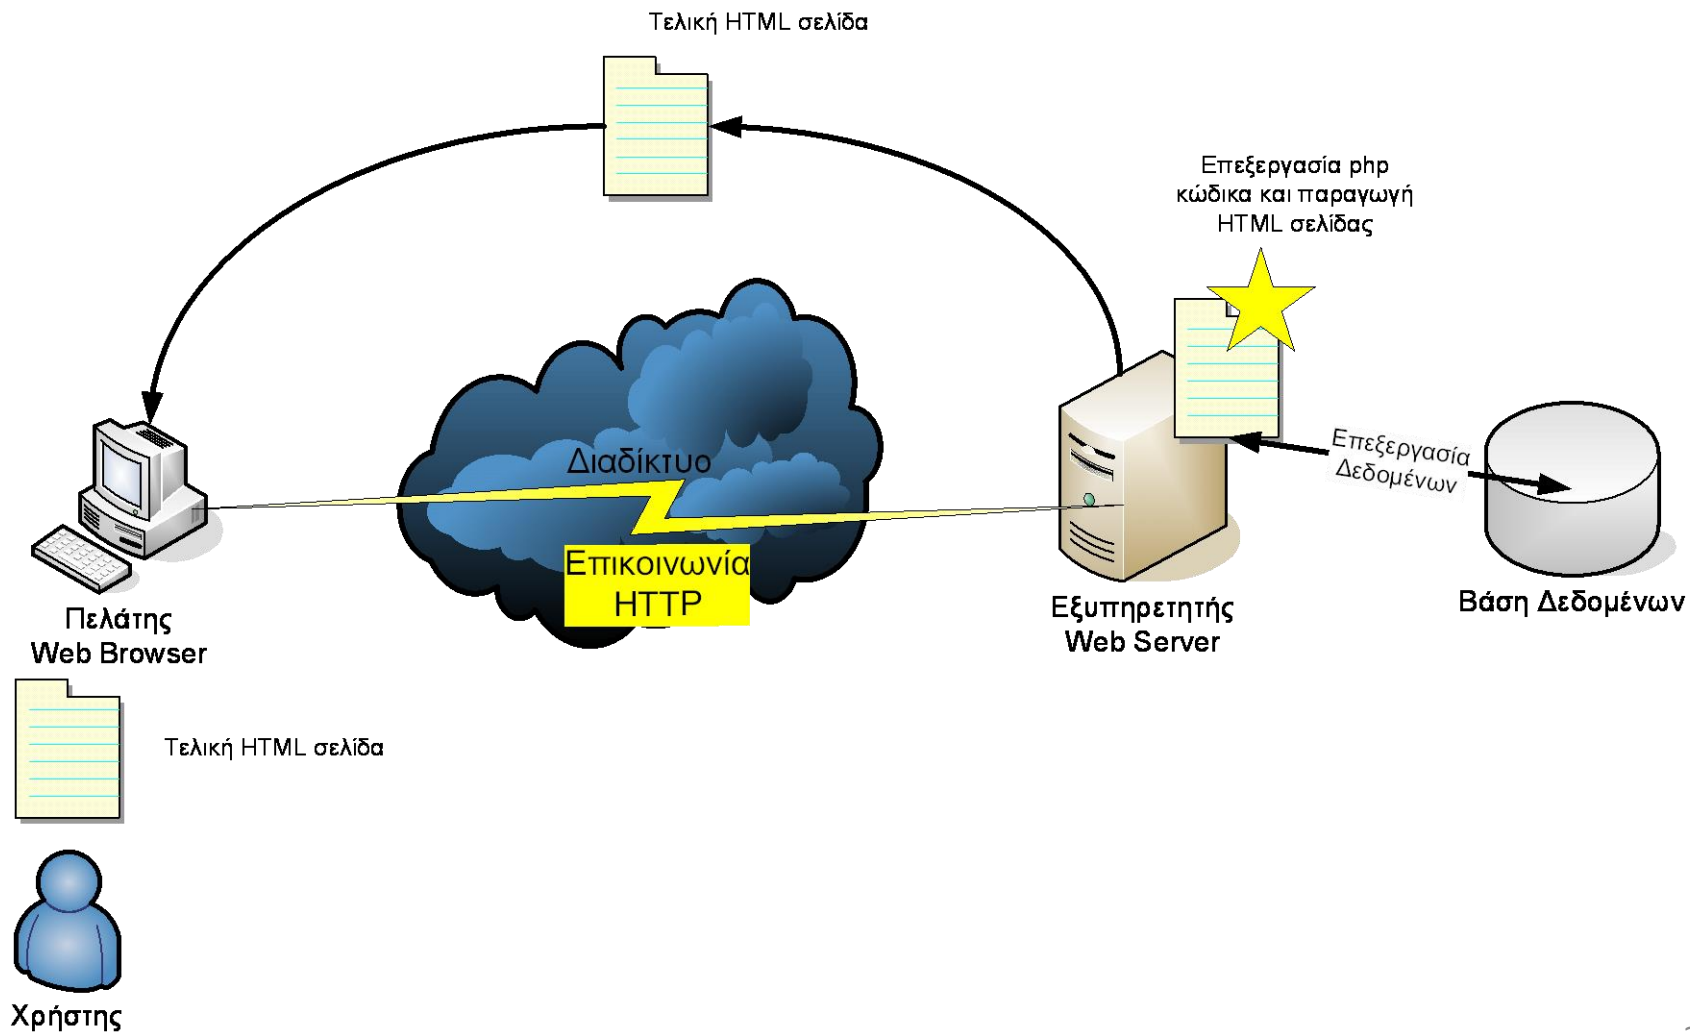 Τελική HTML σελίδα
Επεξεργασία php
κώδικα και παραγωγή
HTML σελίδας
Διαδίκτυο
Επεξεργασία
Δεδομένων
Επικοινωνία
HTTP
Πελάτης
Web Browser
Εξυπηρετητής
Web Server
Βάση Δεδομένων
Τελική HTML σελίδα
Χρήστης